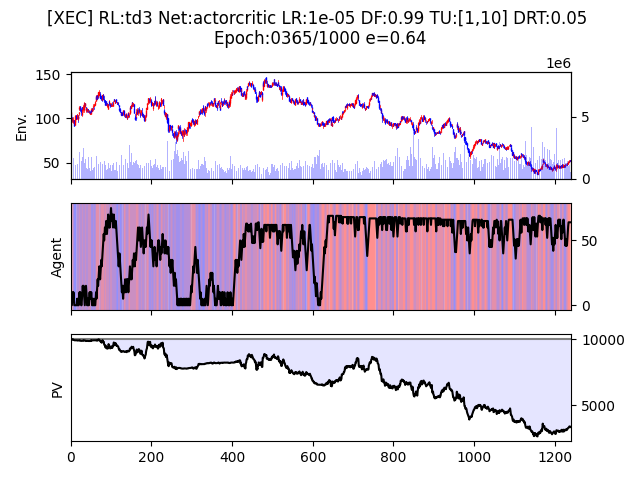 [XEC] RL:td3 Net:actorcritic LR:1e-05 DF:0.99 TU:[1,10] DRT:0.05
Epoch:0365/1000 e=0.64
1e6
150
100
50
Env.
5
0
Agent
50
0
PV
10000
5000
0 200 400 600 800 1000 1200